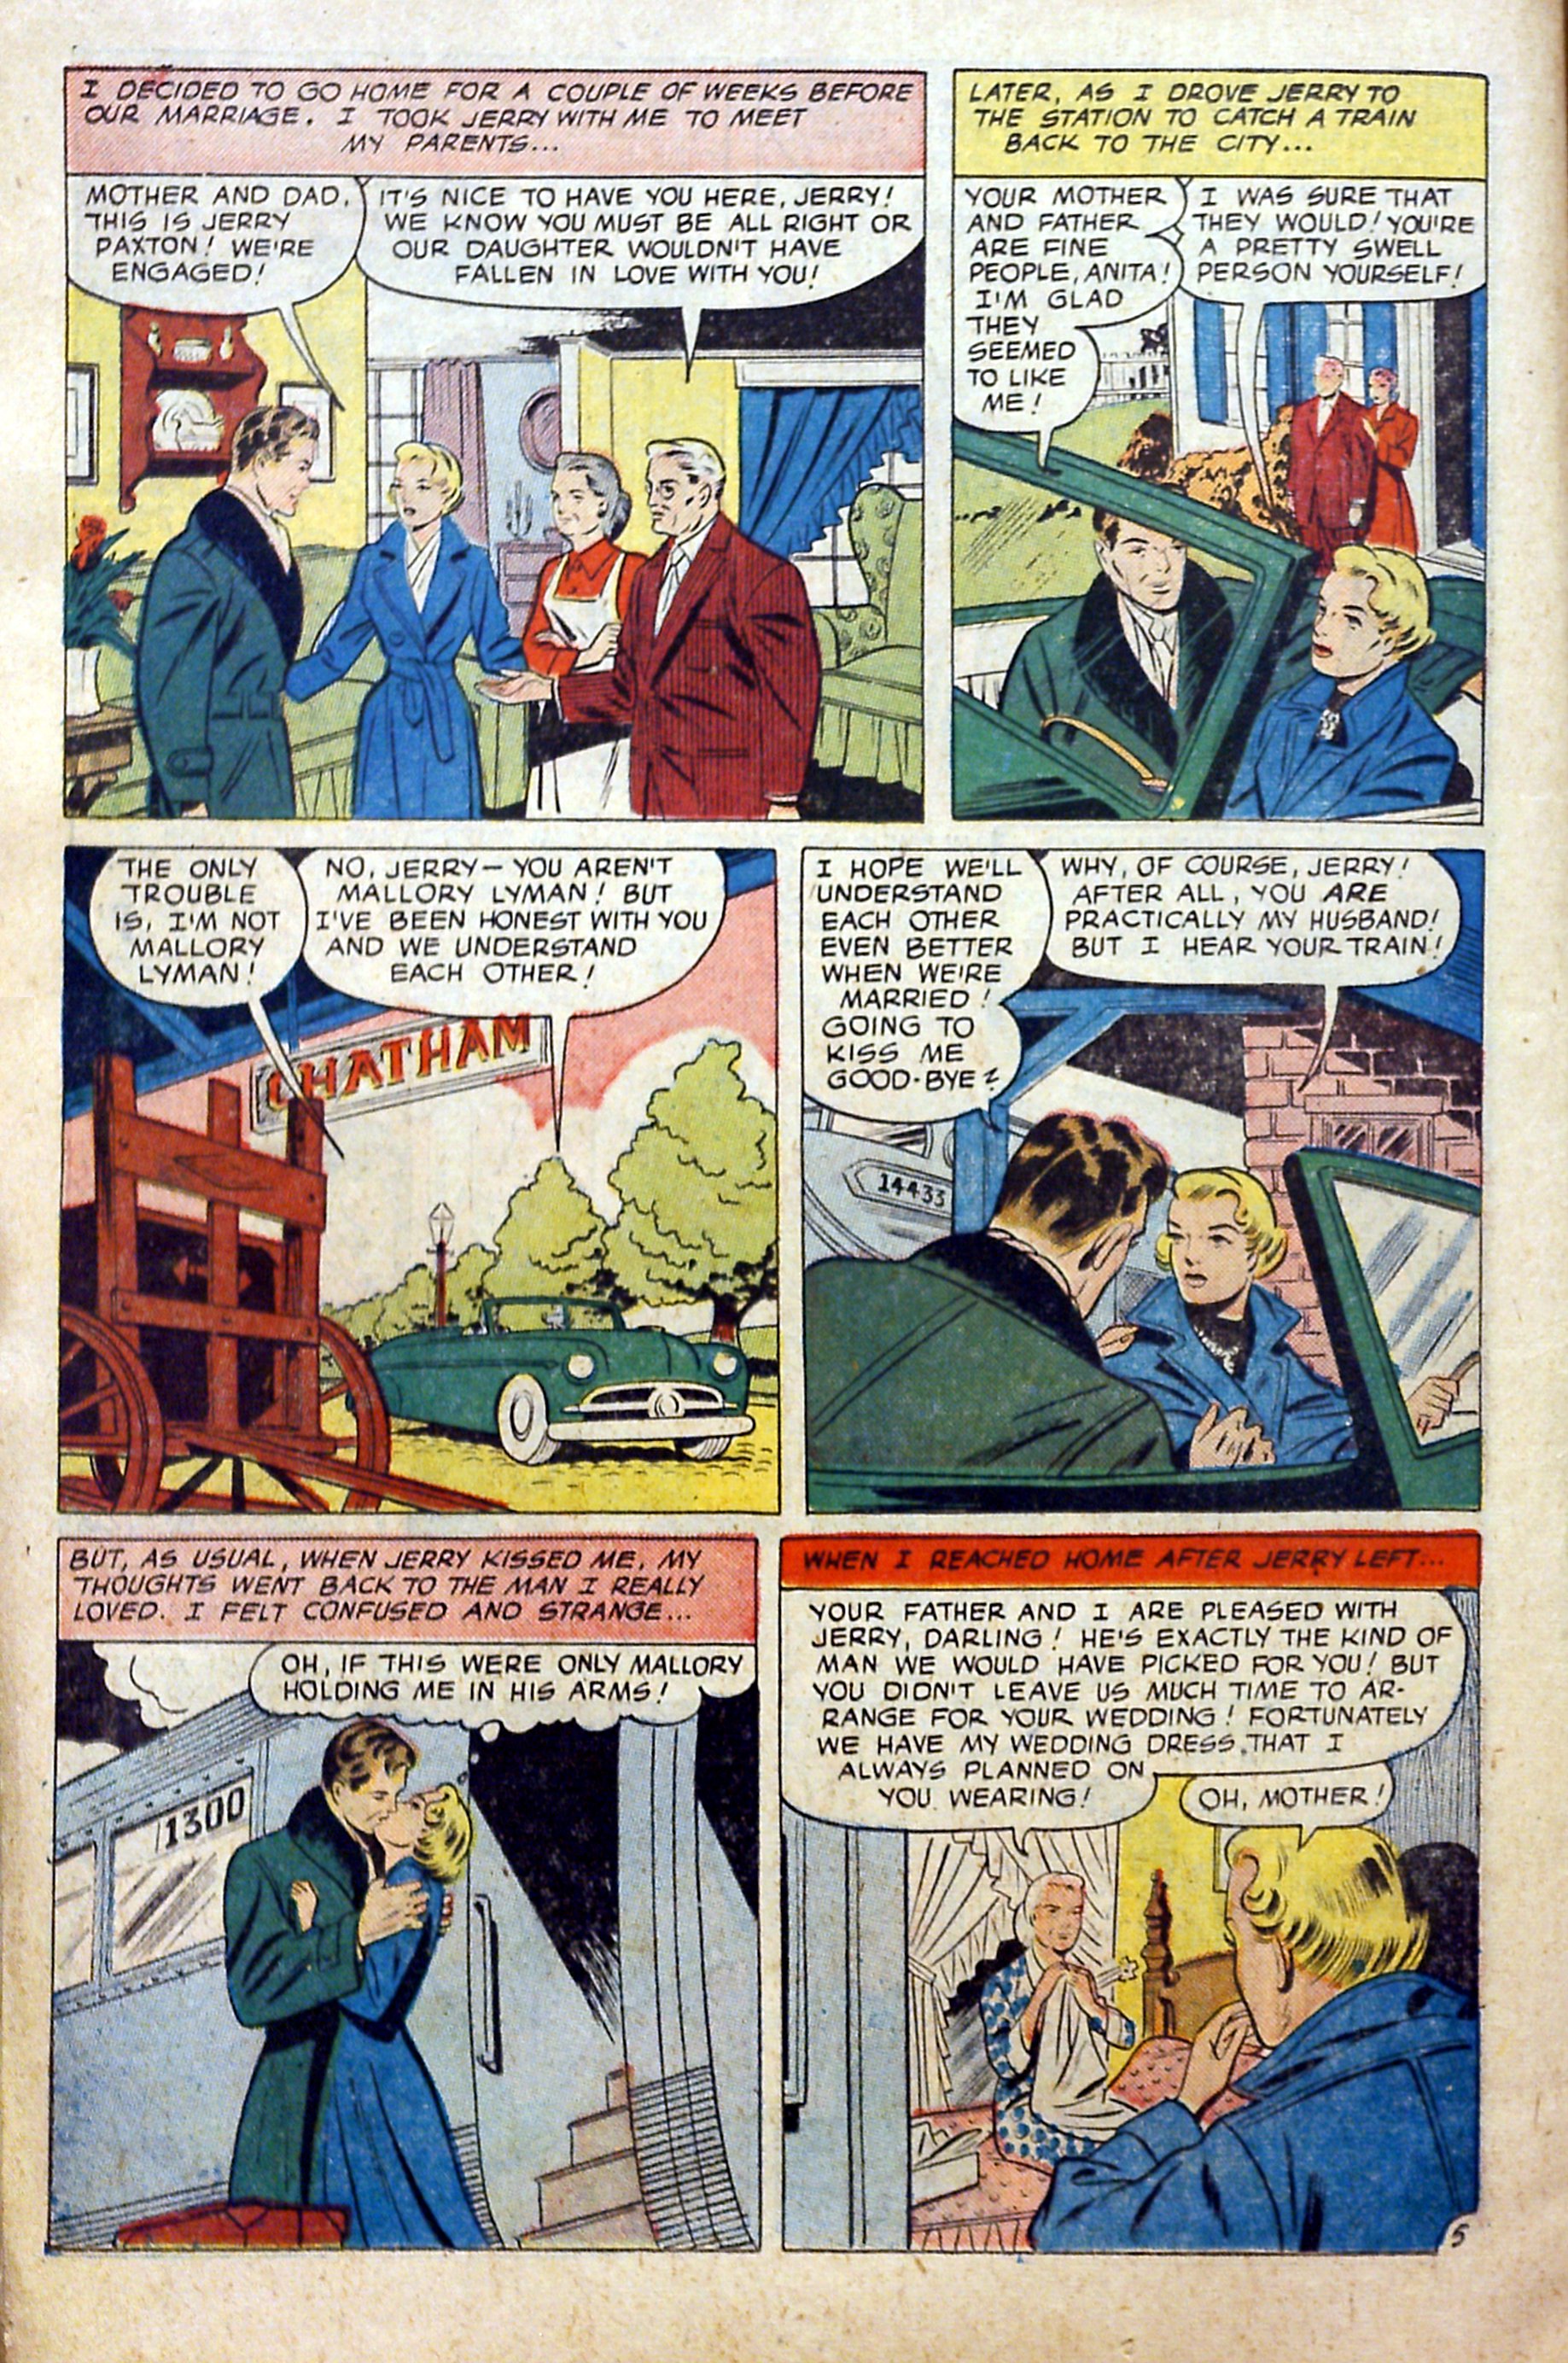 I DECIDED TO GO HOME FOR A COUPLE OF WEEKS BEFORE
OUR MARRIAGE. I TOOK JERRY WITH ME TO MEET
MY PARENTS...
MOTHER AND DAD,
THIS IS JERRY
PAXTON! WE'RE
ENGAGED!
IT'S NICE TO HAVE YOU HERE, JERRY!
WE KNOW YOU MUST BE ALL RIGHT OR
OUR DAUGHTER WOULDN'T HAVE
FALLEN IN LOVE WITH YOU!
LATER, AS I DROVE JERRY TO
THE STATION TO CATCH A TRAIN
BACK TO THE CITY...
YOUR MOTHER
AND FATHER
ARE FINE
PEOPLE, ANITA!
I'M GLAD
THEY
SEEMED
TO LIKE
ME!
I WAS SURE THAT
THEY WOULD! YOU'RE
A PRETTY SWELL
PERSON YOURSELF!
THE ONLY
TROUBLE
IS, I'M NOT
MALLORY
LYMAN!
NO, JERRY— YOU AREN'T
MALLORY LYMAN! BUT
I'VE BEEN HONEST WITH YOU
AND WE UNDERSTAND
EACH OTHER!
CHATHAM
I HOPE WE'LL
UNDERSTAND
EACH OTHER
EVEN BETTER
WHEN WE'RE
MARRIED!
GOING TO
KISS ME
GOOD-BYE?
WHY, OF COURSE, JERRY!
AFTER ALL, YOU ARE
PRACTICALLY MY HUSBAND!
BUT I HEAR YOUR TRAIN!
14433
BUT, AS USUAL, WHEN JERRY KISSED ME, MY
THOUGHTS WENT BACK TO THE MAN I REALLY
LOVED. I FELT CONFUSED AND STRANGE...
OH, IF THIS WERE ONLY MALLORY
HOLDING ME IN HIS ARMS!
1300
WHEN I REACHED HOME AFTER JERRY LEFT...
YOUR FATHER AND I ARE PLEASED WITH
JERRY, DARLING! HE'S EXACTLY THE KIND OF
MAN WE WOULD HAVE PICKED FOR YOU! BUT
YOU DIDN'T LEAVE US MUCH TIME TO AR-
RANGE FOR YOUR WEDDING! FORTUNATELY
WE HAVE MY WEDDING DRESS THAT I
ALWAYS PLANNED ON
YOU WEARING!
OH, MOTHER!
5